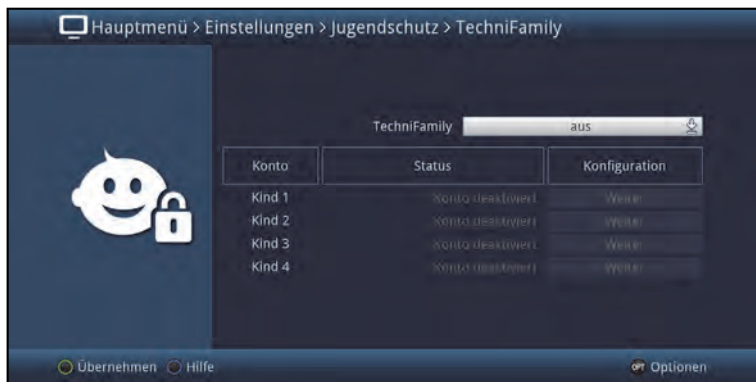 Hauptmenü > Einstellungen > Jugendschutz > TechniFamily
TechniFamily aus
Konto Status Konfiguration
Kind 1 Konto deaktiviert Weiter
Kind 2 Konto deaktiviert Weiter
Kind 3 Konto deaktiviert Weiter
Kind 4 Konto deaktiviert Weiter
Übernehmen Hilfe OPT Optionen